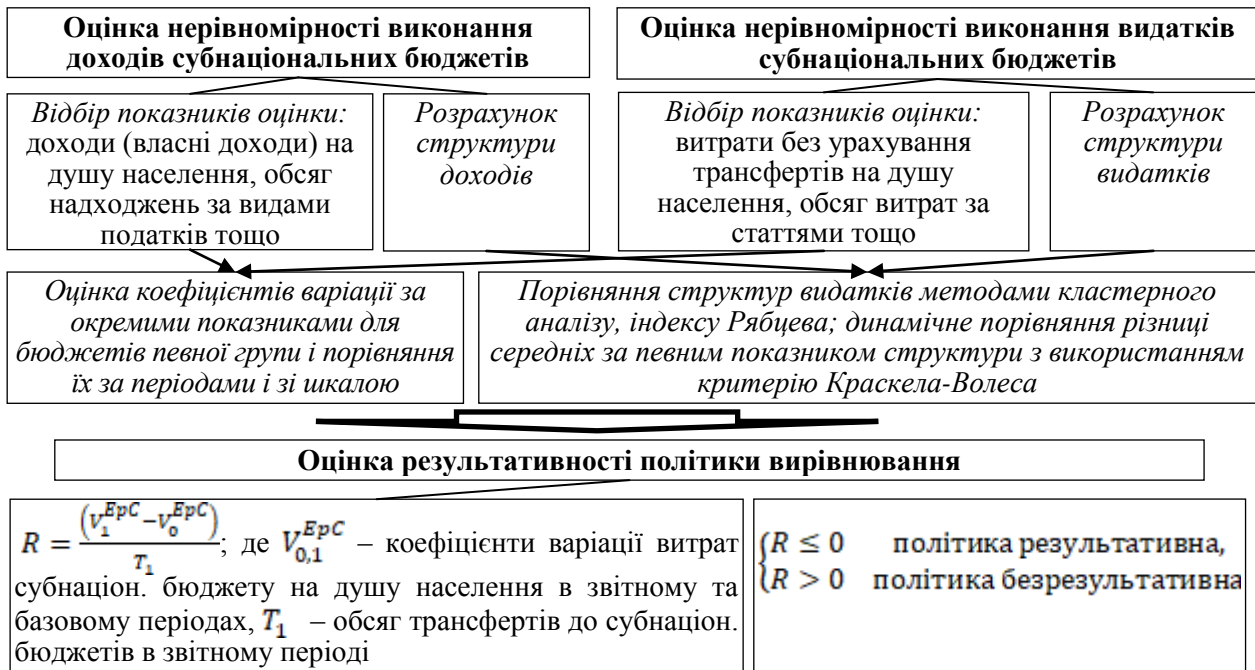 Оцінка нерівномірності виконання
доходів субнаціональних бюджетів
Оцінка нерівномірності виконання видатків
субнаціональних бюджетів
Відбір показників оцінки:
доходи (власні доходи) на
душу населення, обсяг
надходжень за видами
податків тощо
Розрахунок
структури
доходів
Відбір показників оцінки:
витрати без урахування
трансфертів на душу
населення, обсяг витрат за
статтями тощо
Розрахунок
структури
видатків
Оцінка коефіцієнтів варіації за
окремими показниками для
бюджетів певної групи і порівняння
їх за періодами і зі шкалою
Порівняння структур видатків методами кластерного
аналізу, індексу Рябцева; динамічне порівняння різниці
середніх за певним показником структури з використанням
критерію Краскела-Волеса
Оцінка результативності політики вирівнювання
R = (V₁^EpC − V₀^EpC) / T₁; де V₀,₁^EpC – коефіцієнти варіації витрат
субнаціон. бюджету на душу населення в звітному та
базовому періодах, T₁ – обсяг трансфертів до субнаціон.
бюджетів в звітному періоді
{R ≤ 0 політика результативна,
{R > 0 політика безрезультативна